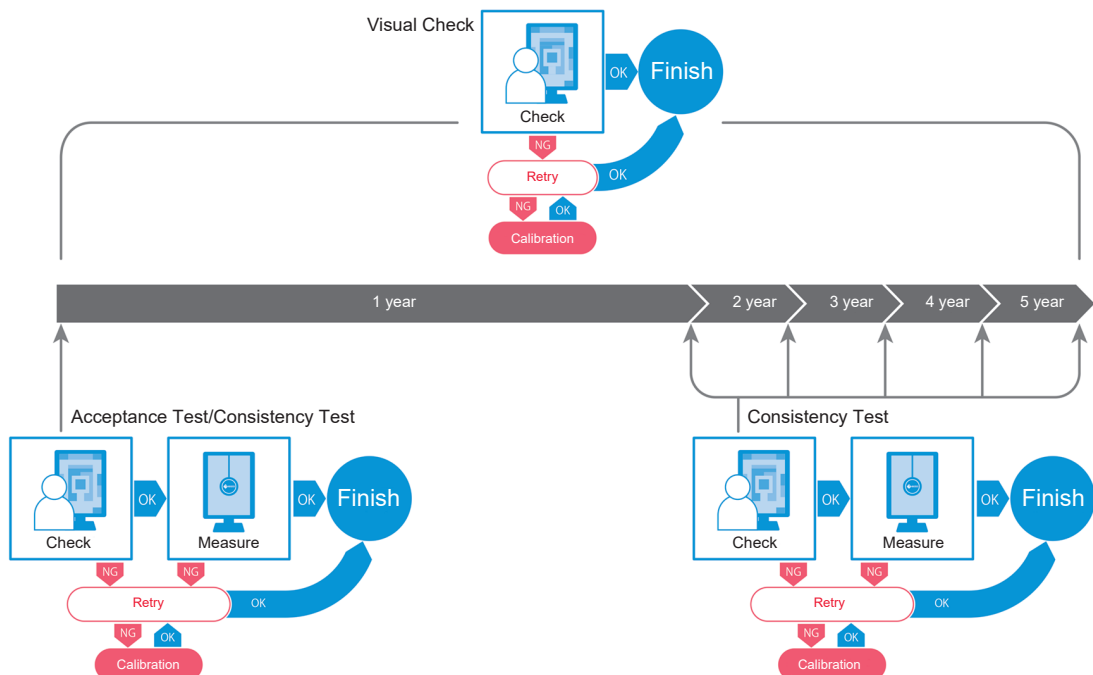 Visual Check
Check
OK
Finish
NG
Retry
OK
NG
OK
Calibration
1 year
2 year
3 year
4 year
5 year
Acceptance Test/Consistency Test
Check
OK
Measure
OK
Finish
NG
NG
Retry
OK
NG
OK
Calibration
Consistency Test
Check
OK
Measure
OK
Finish
NG
NG
Retry
OK
NG
OK
Calibration